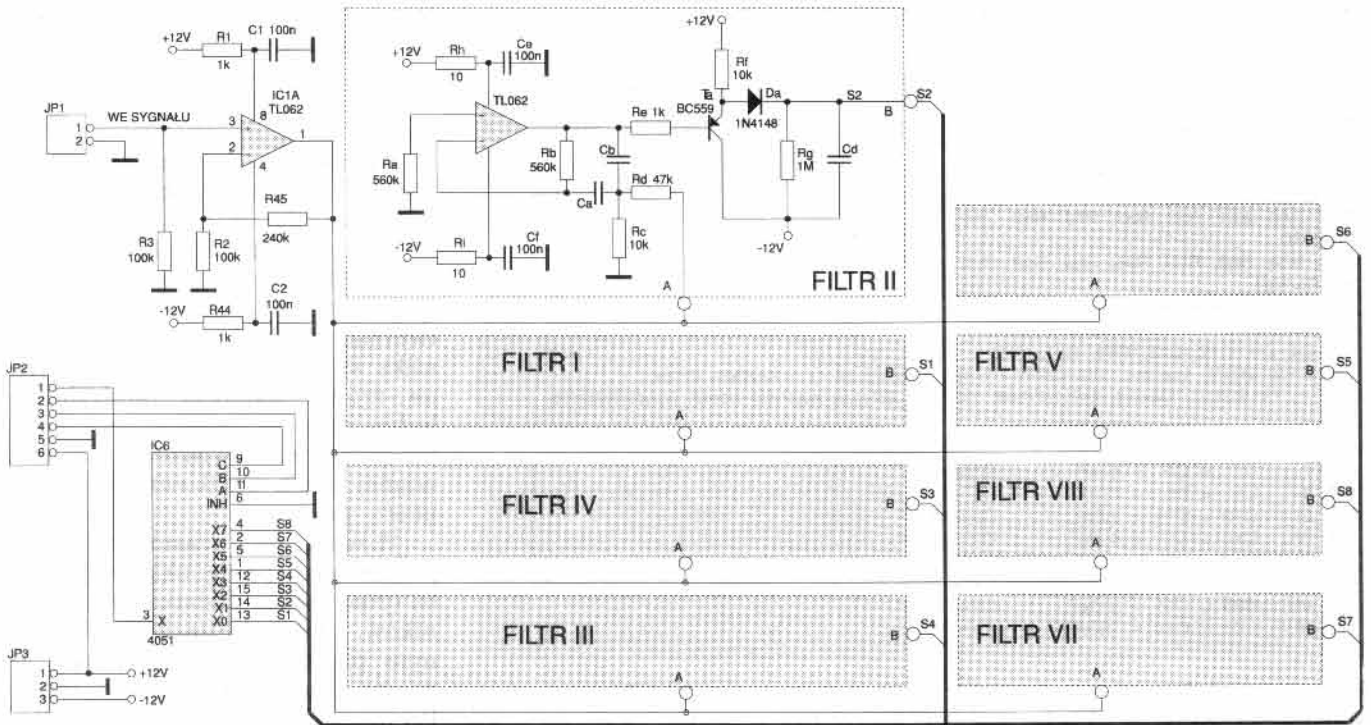 +12V
R1
1k
C1 100n
IC1A
TL062
JP1
1
2
WE SYGNAŁU
3
2
8
4
1
R45
240k
R3
100k
R2
100k
-12V
R44
1k
C2
100n
+12V
Rh
10
Ce
100n
TL062
Ra
560k
Rb
560k
Cb
Ca
Re 1k
Rd 47k
Rc
10k
-12V
Ri
10
Cf
100n
+12V
Rf
10k
Ta
BC559
Da
1N4148
Rg
1M
Cd
-12V
S2
B
S2
A
FILTR II
B
S6
A
FILTR I
B
S1
A
FILTR V
B
S5
A
FILTR IV
B
S3
A
FILTR VIII
B
S8
A
FILTR III
B
S4
A
FILTR VII
B
S7
A
JP2
1
2
3
4
5
6
IC6
C 9
B 10
A 11
INH 6
X7 4 S8
X6 2 S7
X5 5 S6
X4 1 S5
X3 12 S4
X2 15 S3
X1 14 S2
X0 13 S1
3 X
4051
JP3
1 +12V
2
3 -12V